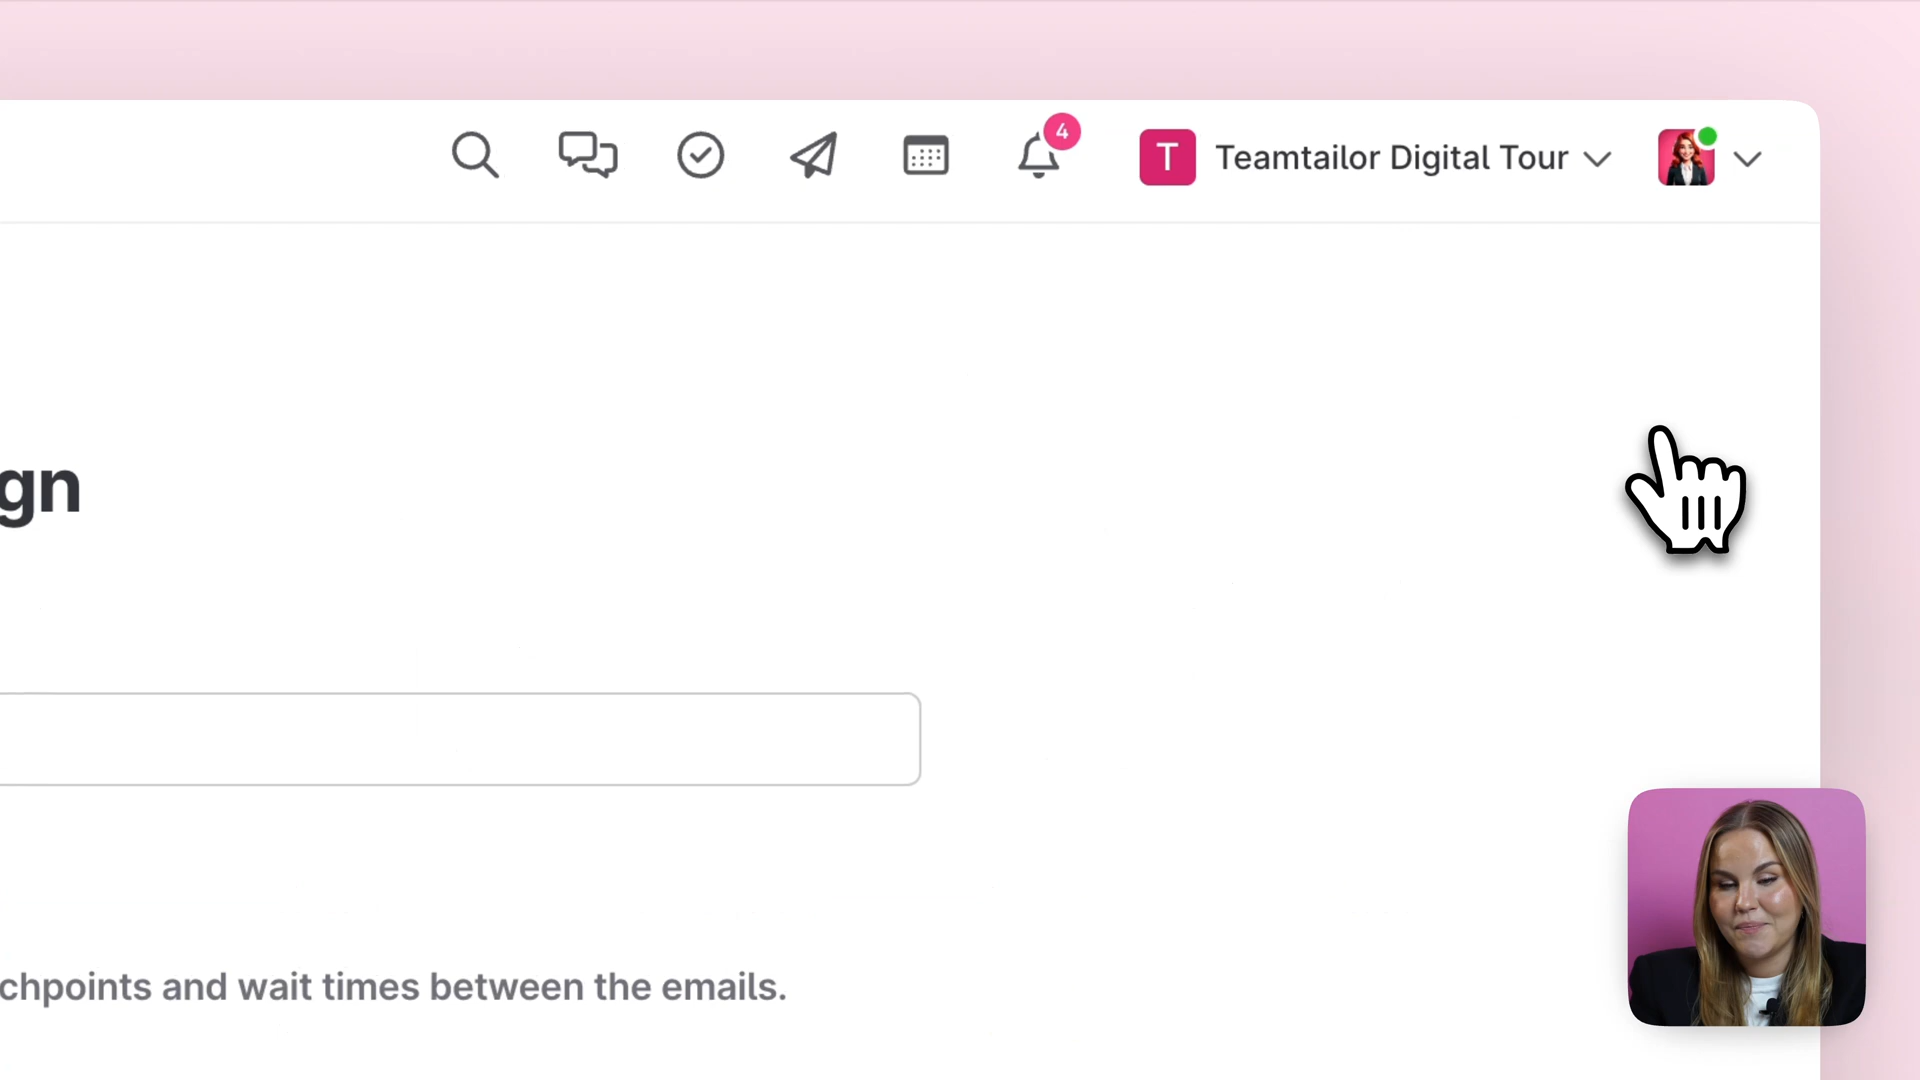 4
T Teamtailor Digital Tour
gn
chpoints and wait times between the emails.